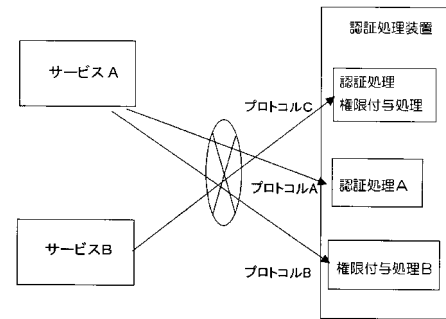 認証処理装置
サービスA
認証処理
権限付与処理
プロトコルC
プロトコルA
認証処理A
サービスB
プロトコルB
権限付与処理B